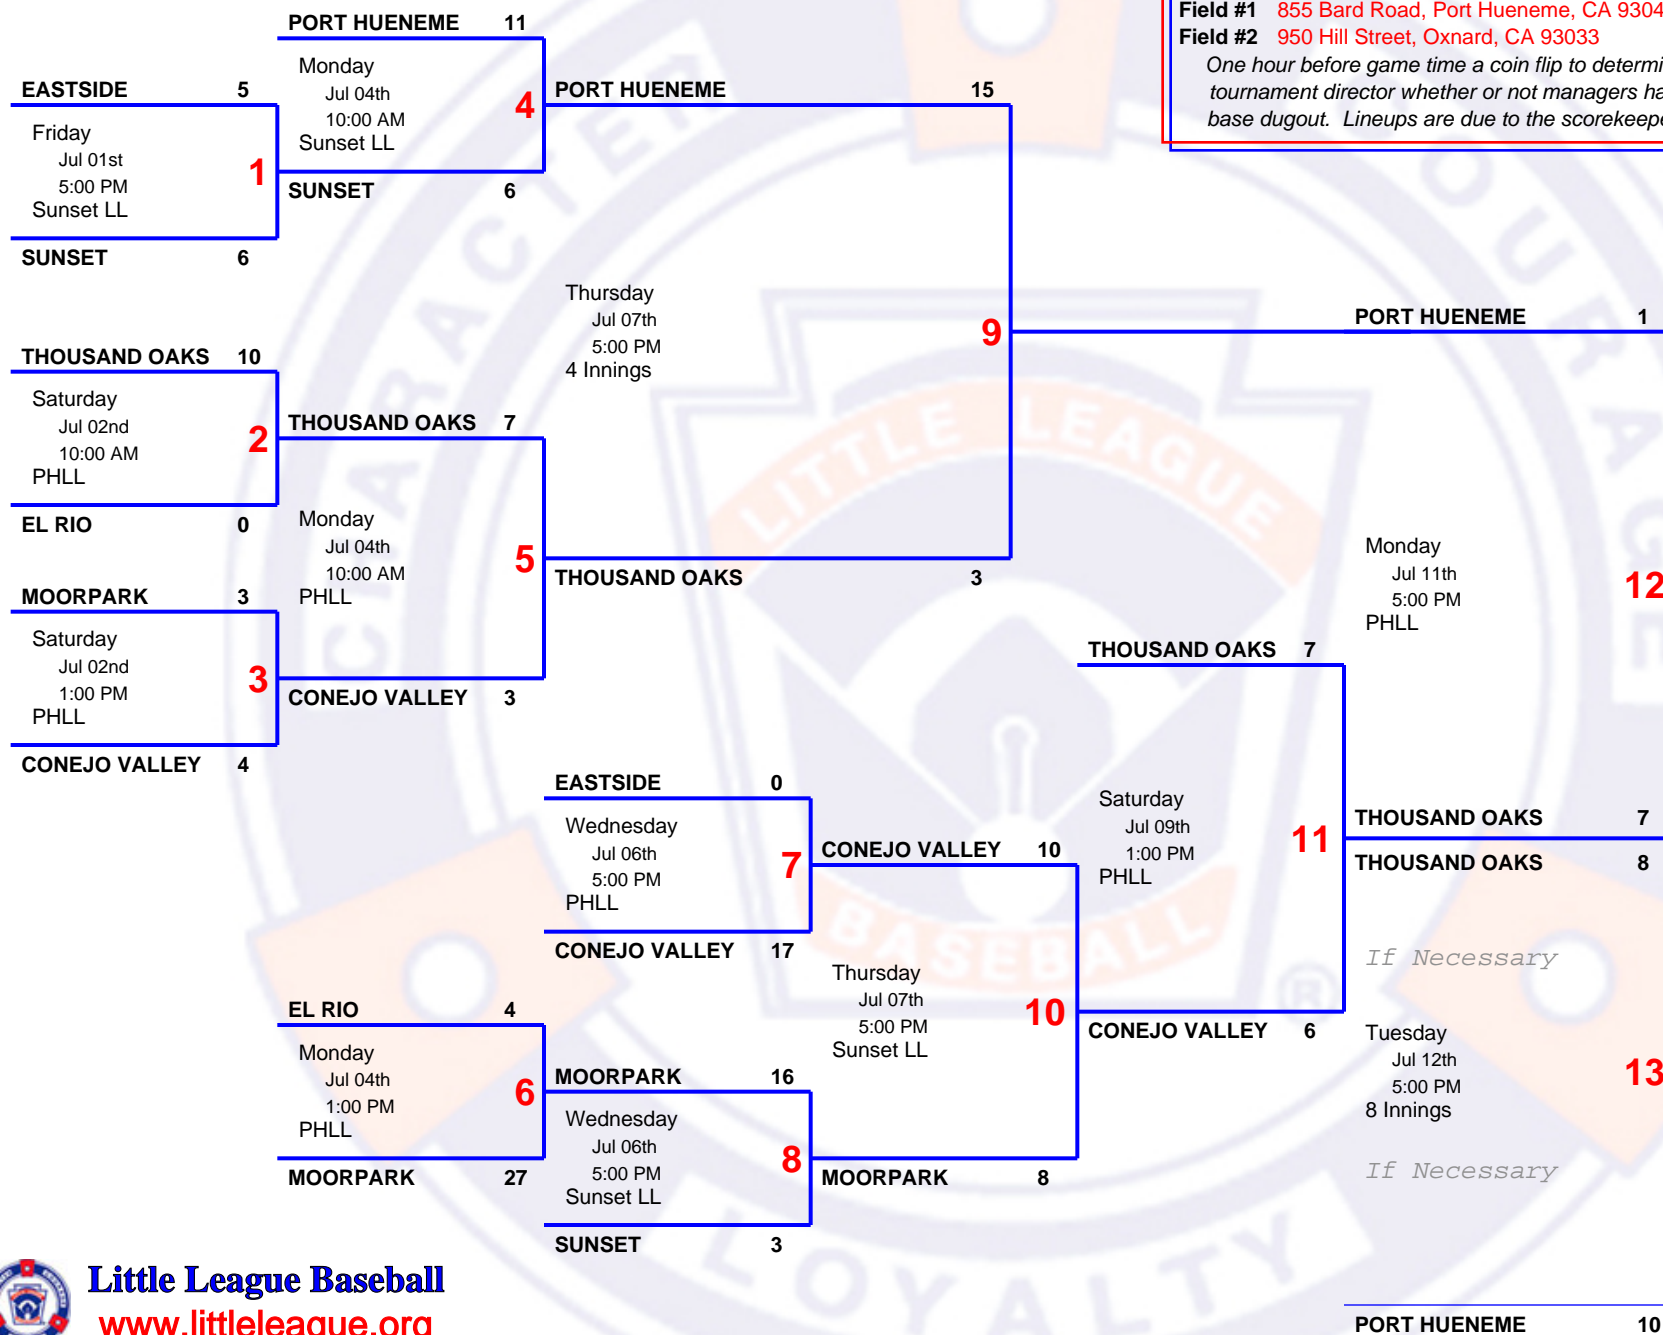 PORT HUENEME 11
Field #1 855 Bard Road, Port Hueneme, CA 9304
Field #2 950 Hill Street, Oxnard, CA 93033
One hour before game time a coin flip to determi
tournament director whether or not managers ha
base dugout. Lineups are due to the scorekeepe
EASTSIDE 5
Monday
Jul 04th
10:00 AM
Sunset LL
4
PORT HUENEME 15
Friday
Jul 01st
5:00 PM
Sunset LL
1
SUNSET 6
SUNSET 6
Thursday
Jul 07th
5:00 PM
4 Innings
9
PORT HUENEME 1
THOUSAND OAKS 10
Saturday
Jul 02nd
10:00 AM
PHLL
2
THOUSAND OAKS 7
EL RIO 0
Monday
Jul 04th
10:00 AM
PHLL
5
THOUSAND OAKS 3
MOORPARK 3
Saturday
Jul 02nd
1:00 PM
PHLL
3
CONEJO VALLEY 3
CONEJO VALLEY 4
Monday
Jul 11th
5:00 PM
PHLL
12
THOUSAND OAKS 7
EASTSIDE 0
Wednesday
Jul 06th
5:00 PM
PHLL
7
CONEJO VALLEY 10
CONEJO VALLEY 17
Saturday
Jul 09th
1:00 PM
PHLL
11
THOUSAND OAKS 7
THOUSAND OAKS 8
If Necessary
Thursday
Jul 07th
5:00 PM
Sunset LL
10
CONEJO VALLEY 6
EL RIO 4
Monday
Jul 04th
1:00 PM
PHLL
6
MOORPARK 16
MOORPARK 27
Wednesday
Jul 06th
5:00 PM
Sunset LL
8
MOORPARK 8
SUNSET 3
Tuesday
Jul 12th
5:00 PM
8 Innings
13
If Necessary
Little League Baseball
www.littleleague.org
PORT HUENEME 10
CHARACTER
COURAGE
LOYALTY
LITTLE LEAGUE
BASEBALL
®